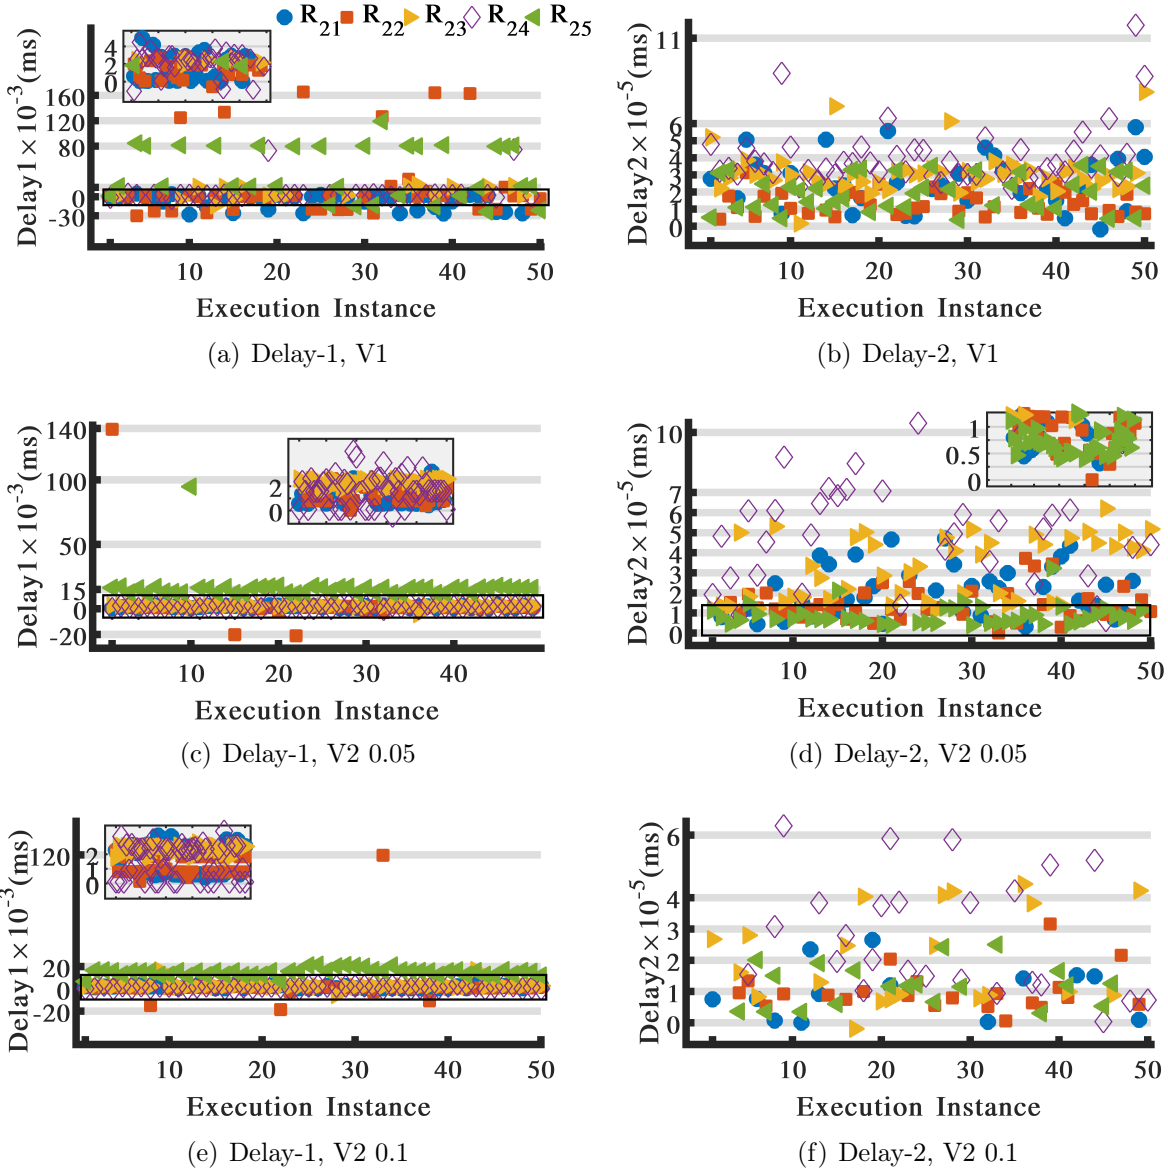 R21 R22 R23 R24 R25
Delay1×10-3(ms)
4
2
0
160
120
80
0
-30
10 20 30 40 50
Execution Instance
(a) Delay-1, V1
Delay2×10-5(ms)
11
6
5
4
3
2
1
0
10 20 30 40 50
Execution Instance
(b) Delay-2, V1
Delay1×10-3(ms)
140
100
50
15
0
-20
2
0
10 20 30 40
Execution Instance
(c) Delay-1, V2 0.05
Delay2×10-5(ms)
10
7
6
5
4
3
2
1
0
1
0.5
0
10 20 30 40 50
Execution Instance
(d) Delay-2, V2 0.05
Delay1×10-3(ms)
120
20
0
-20
2
1
0
10 20 30 40 50
Execution Instance
(e) Delay-1, V2 0.1
Delay2×10-5(ms)
6
4
3
2
1
0
10 20 30 40 50
Execution Instance
(f) Delay-2, V2 0.1